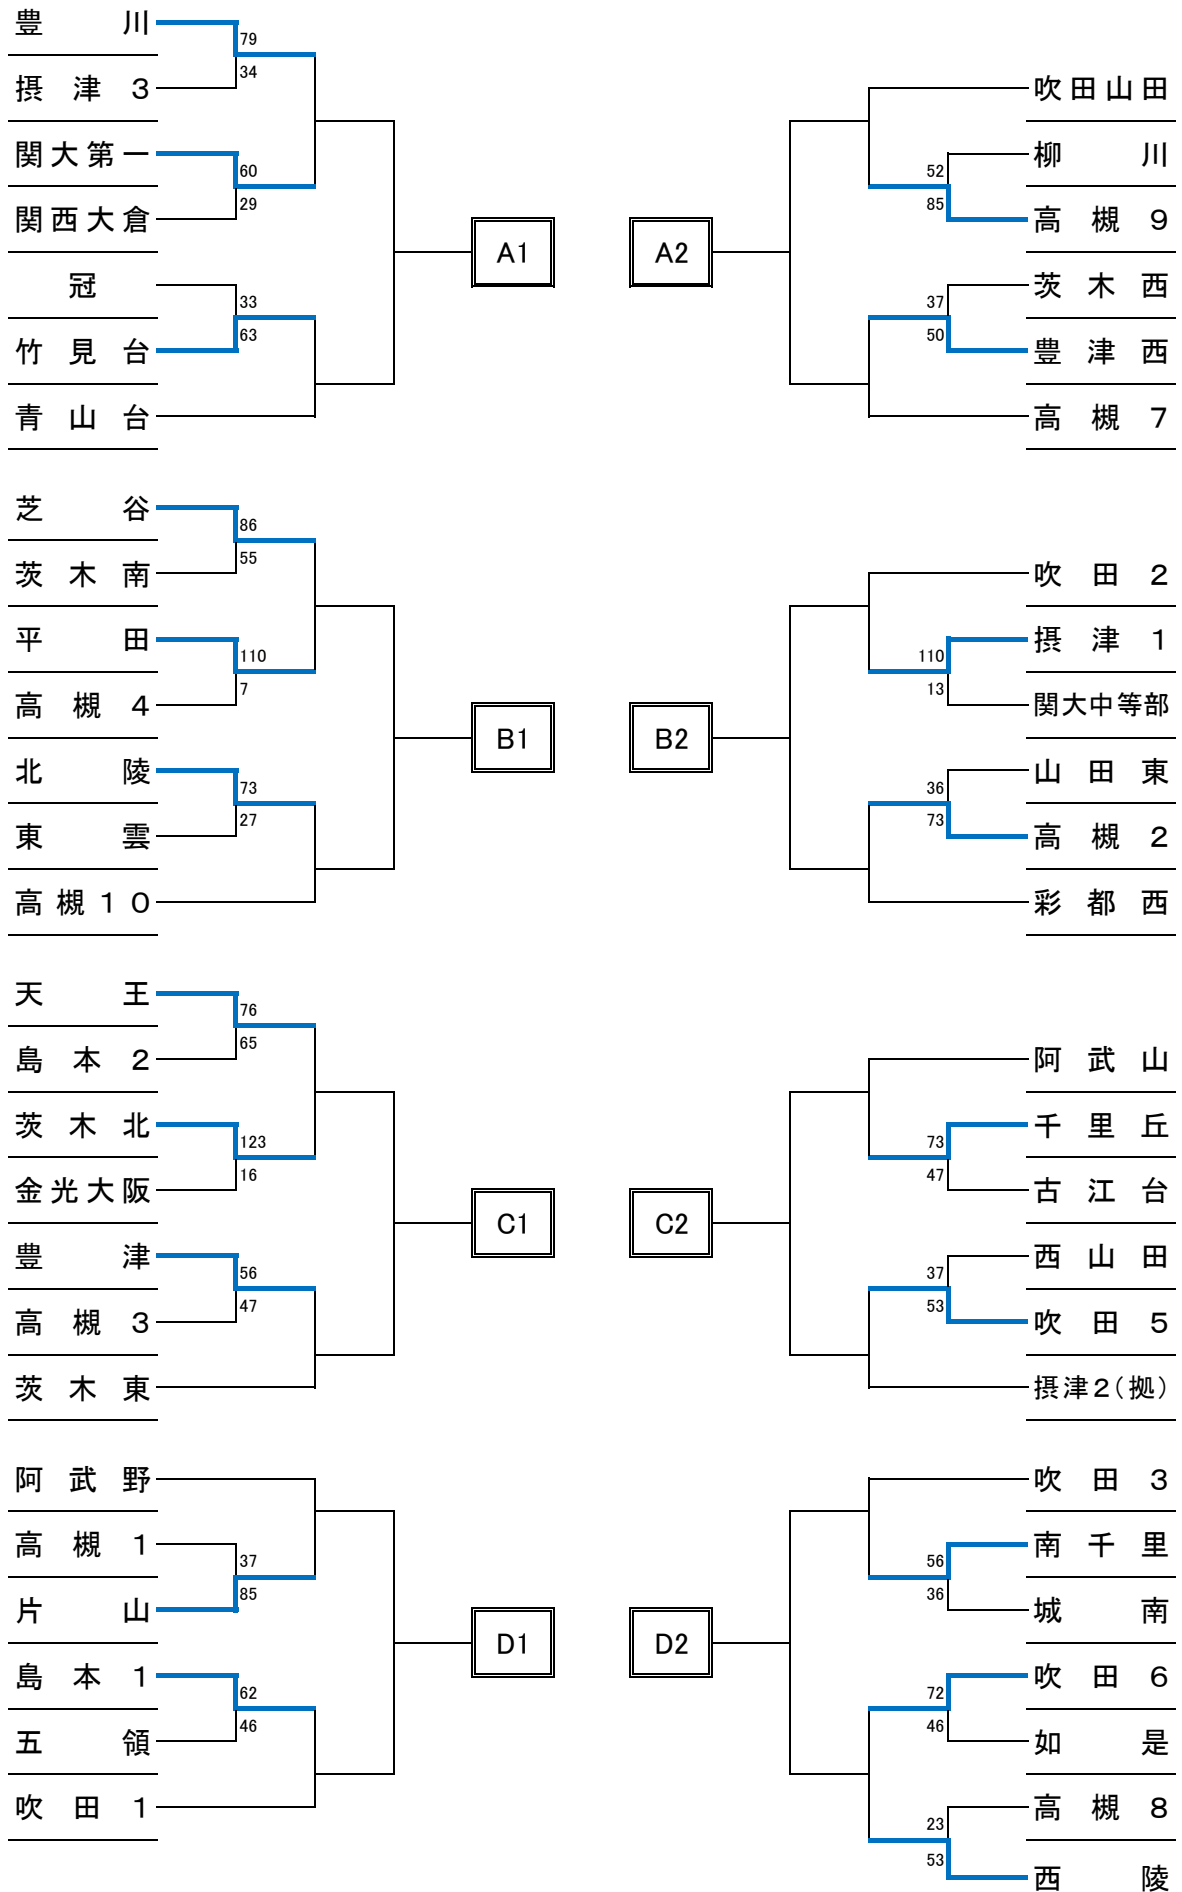 豊川
79
34
摂津3
関大第一
60
29
関西大倉
冠
33
63
竹見台
青山台
A1
A2
吹田山田
柳川
52
85
高槻9
茨木西
37
50
豊津西
高槻7
芝谷
86
55
茨木南
平田
110
7
高槻4
北陵
73
27
東雲
高槻10
B1
B2
吹田2
摂津1
110
13
関大中等部
山田東
36
73
高槻2
彩都西
天王
76
65
島本2
茨木北
123
16
金光大阪
豊津
56
47
高槻3
茨木東
C1
C2
阿武山
千里丘
73
47
古江台
西山田
37
53
吹田5
摂津2(拠)
阿武野
高槻1
37
85
片山
島本1
62
46
五領
吹田1
D1
D2
吹田3
南千里
56
36
城南
吹田6
72
46
如是
高槻8
23
53
西陵